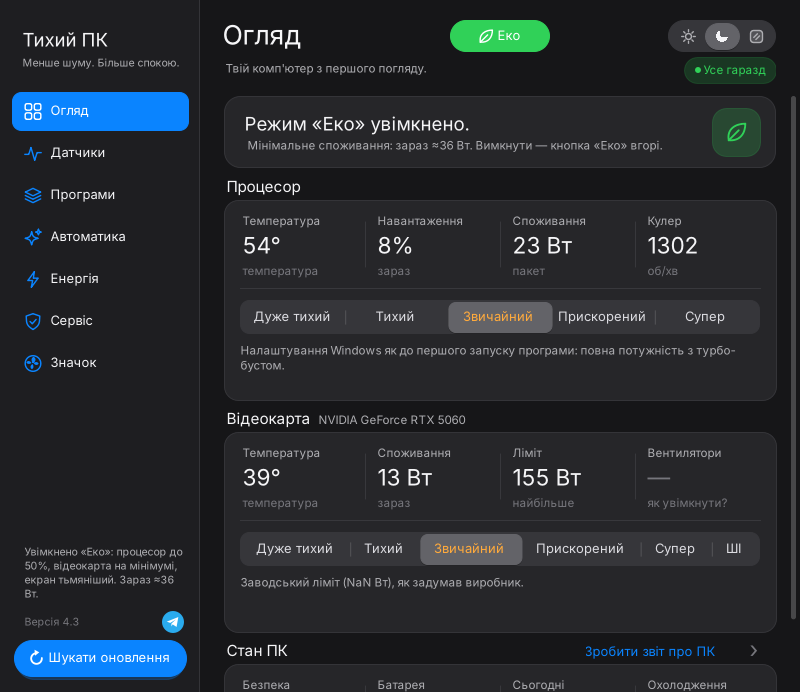 Тихий ПК
Менше шуму. Більше спокою.
Огляд
Датчики
Програми
Автоматика
Енергія
Сервіс
Значок
Увімкнено «Еко»: процесор до
50%, відеокарта на мінімумі,
екран тьмяніший. Зараз ≈36
Вт.
Версія 4.3
Шукати оновлення
Огляд
Еко
Твій комп'ютер з першого погляду.
Усе гаразд
Режим «Еко» увімкнено.
Мінімальне споживання: зараз ≈36 Вт. Вимкнути — кнопка «Еко» вгорі.
Процесор
Температура Навантаження Споживання Кулер
54° 8% 23 Вт 1302
температура зараз пакет об/хв
Дуже тихий Тихий Звичайний Прискорений Супер
Налаштування Windows як до першого запуску програми: повна потужність з турбо-
бустом.
Відеокарта NVIDIA GeForce RTX 5060
Температура Споживання Ліміт Вентилятори
39° 13 Вт 155 Вт —
температура зараз найбільше як увімкнути?
Дуже тихий Тихий Звичайний Прискорений Супер ШІ
Заводський ліміт (NaN Вт), як задумав виробник.
Стан ПК Зробити звіт про ПК
Безпека Батарея Сьогодні Охолодження